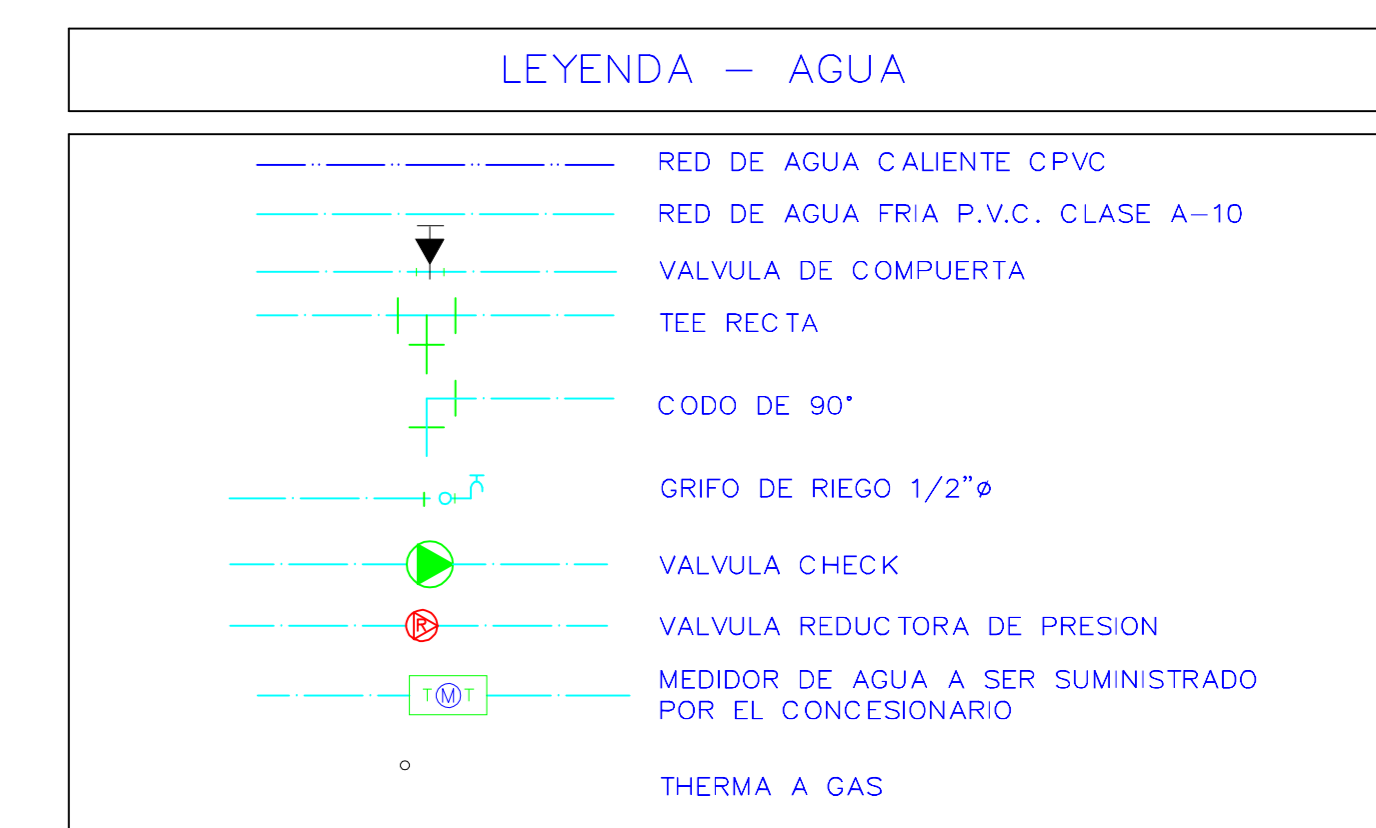 LEYENDA – AGUA
RED DE AGUA CALIENTE CPVC
RED DE AGUA FRIA P.V.C. CLASE A–10
VALVULA DE COMPUERTA
TEE RECTA
CODO DE 90°
GRIFO DE RIEGO 1/2"ø
VALVULA CHECK
R VALVULA REDUCTORA DE PRESION
T M T MEDIDOR DE AGUA A SER SUMINISTRADO
POR EL CONCESIONARIO
THERMA A GAS